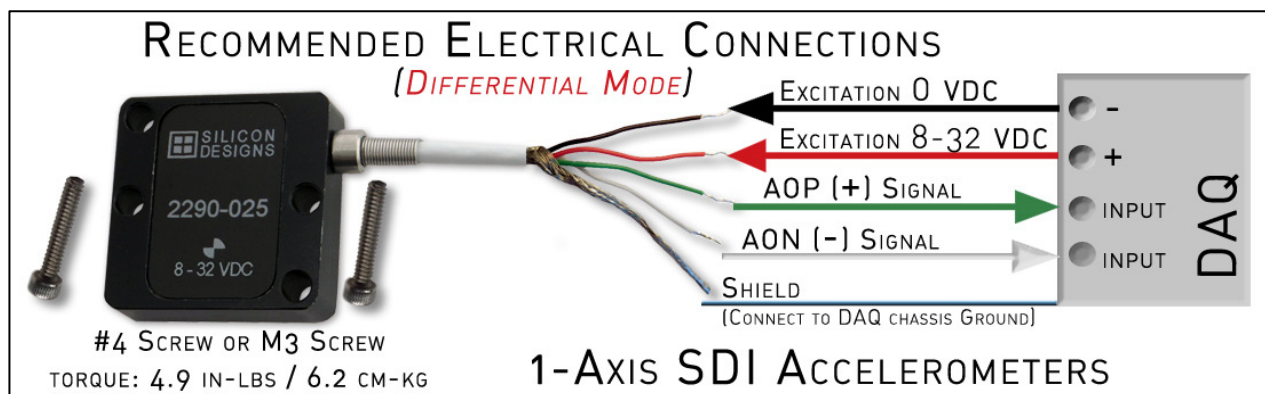 RECOMMENDED ELECTRICAL CONNECTIONS
(DIFFERENTIAL MODE)
SILICON
DESIGNS
2290-025
8 - 32 VDC
#4 SCREW OR M3 SCREW
TORQUE: 4.9 IN-LBS / 6.2 CM-KG
EXCITATION 0 VDC
-
EXCITATION 8-32 VDC
+
AOP (+) SIGNAL
INPUT
AON (-) SIGNAL
INPUT
SHIELD
(CONNECT TO DAQ CHASSIS GROUND)
DAQ
1-AXIS SDI ACCELEROMETERS